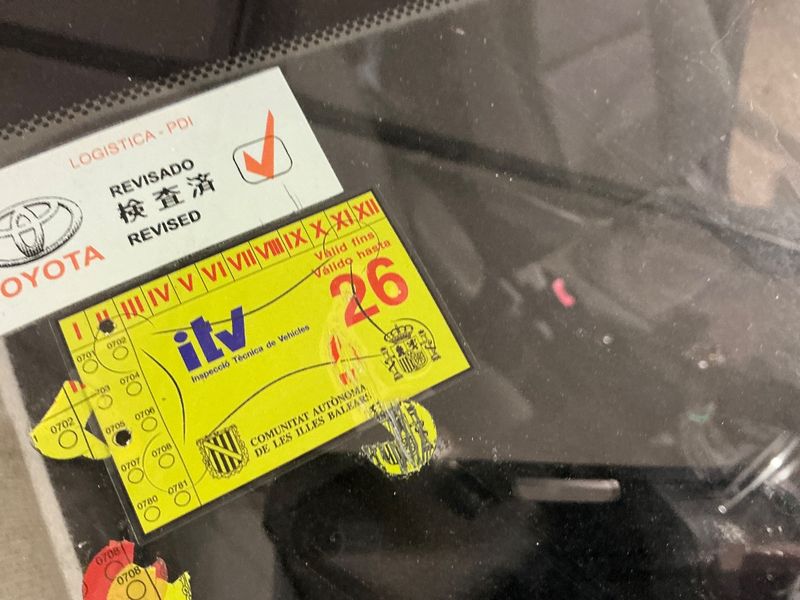 LOGISTICA - PDI
REVISADO
検査済
REVISED
TOYOTA
I II III IV V VI VII VIII IX X XI XII
Vàlid fins
Válido hasta
26
itv
Inspecció Tècnica de Vehicles
COMUNITAT AUTÒNOMA
DE LES ILLES BALEARS
0701 0702
0703 0704
0705 0706
0707 0708
0780 0781
0702
0708
0708